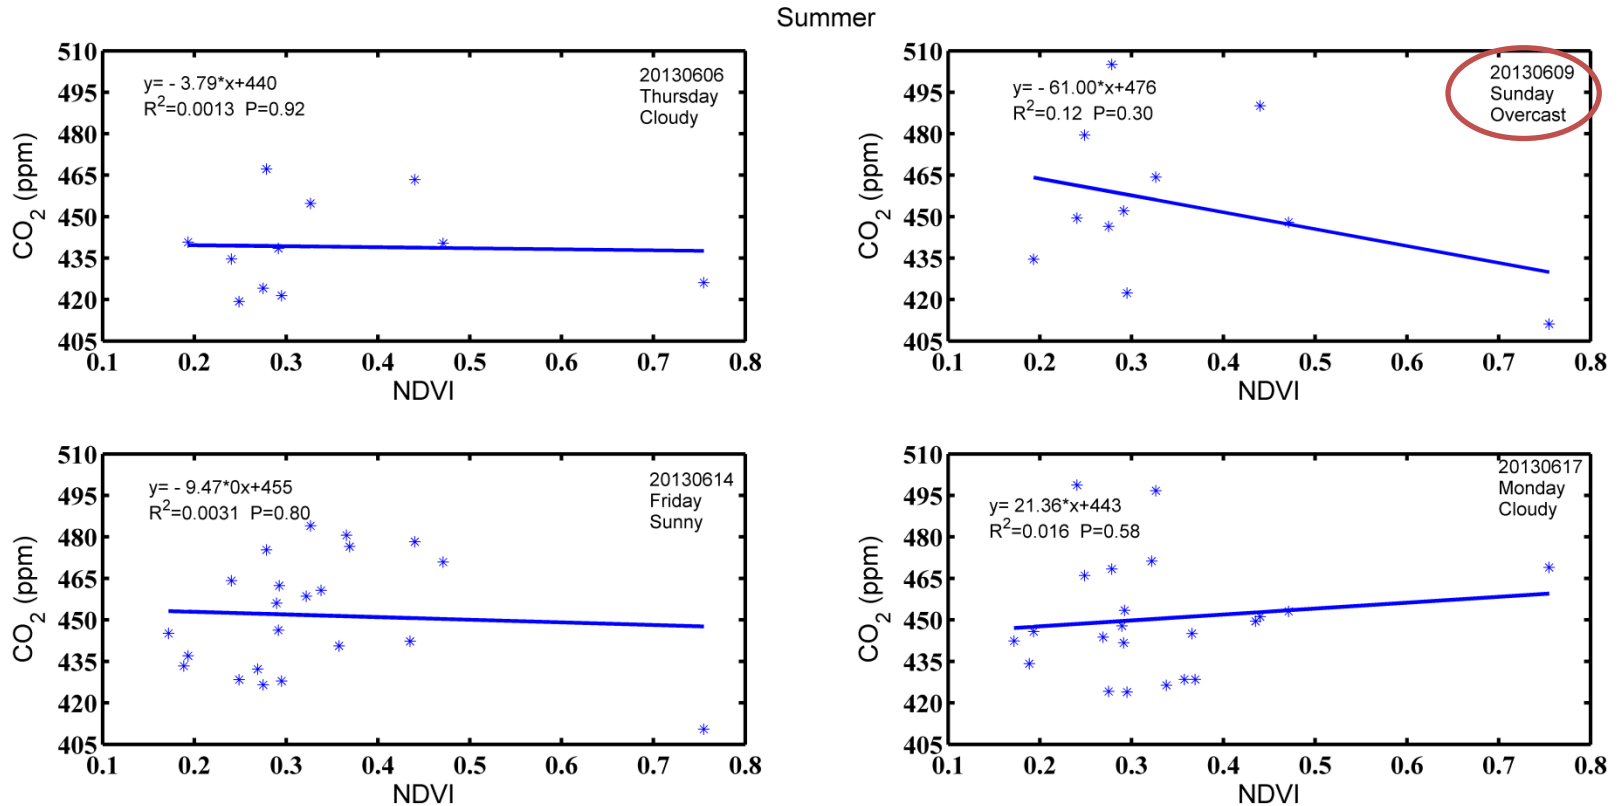 Summer
510
495
480
465
450
435
420
405
CO2 (ppm)
y= - 3.79*x+440
R2=0.0013 P=0.92
20130606
Thursday
Cloudy
0.1 0.2 0.3 0.4 0.5 0.6 0.7 0.8
NDVI
510
495
480
465
450
435
420
405
CO2 (ppm)
y= - 61.00*x+476
R2=0.12 P=0.30
20130609
Sunday
Overcast
0.1 0.2 0.3 0.4 0.5 0.6 0.7 0.8
NDVI
510
495
480
465
450
435
420
405
CO2 (ppm)
y= - 9.47*0x+455
R2=0.0031 P=0.80
20130614
Friday
Sunny
0.1 0.2 0.3 0.4 0.5 0.6 0.7 0.8
NDVI
510
495
480
465
450
435
420
405
CO2 (ppm)
y= 21.36*x+443
R2=0.016 P=0.58
20130617
Monday
Cloudy
0.1 0.2 0.3 0.4 0.5 0.6 0.7 0.8
NDVI